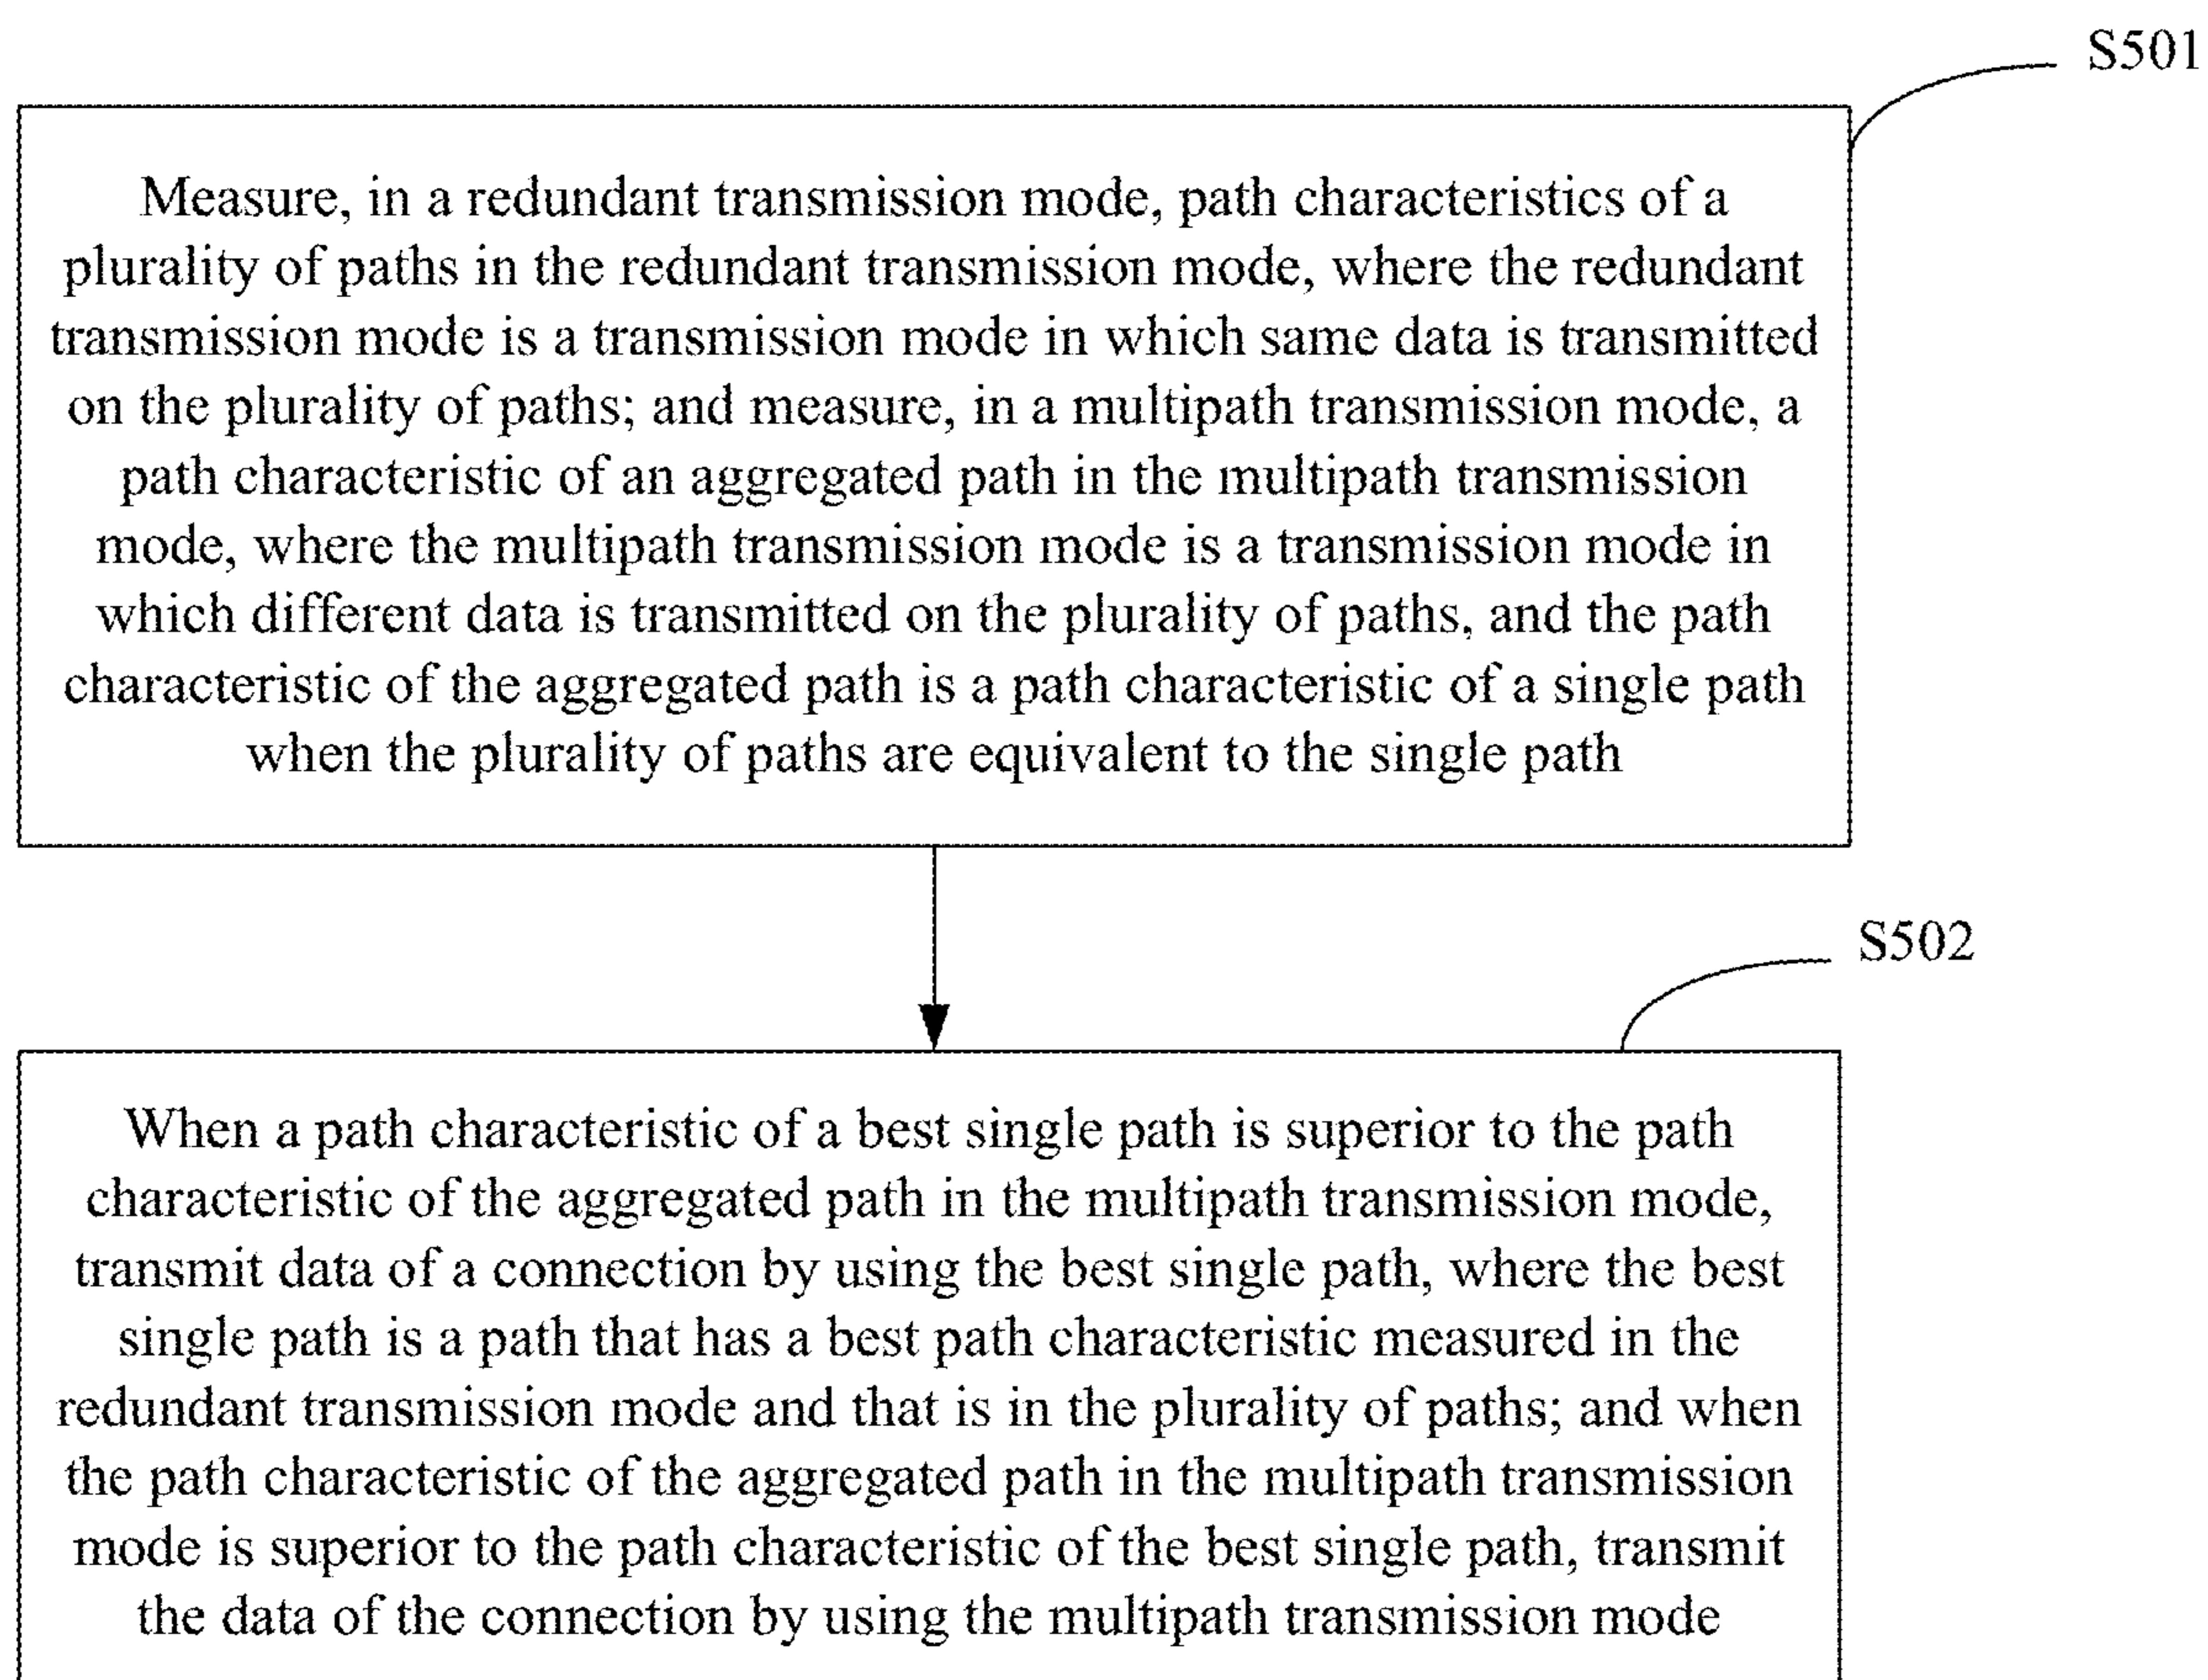 S501
Measure, in a redundant transmission mode, path characteristics of a
plurality of paths in the redundant transmission mode, where the redundant
transmission mode is a transmission mode in which same data is transmitted
on the plurality of paths; and measure, in a multipath transmission mode, a
path characteristic of an aggregated path in the multipath transmission
mode, where the multipath transmission mode is a transmission mode in
which different data is transmitted on the plurality of paths, and the path
characteristic of the aggregated path is a path characteristic of a single path
when the plurality of paths are equivalent to the single path
S502
When a path characteristic of a best single path is superior to the path
characteristic of the aggregated path in the multipath transmission mode,
transmit data of a connection by using the best single path, where the best
single path is a path that has a best path characteristic measured in the
redundant transmission mode and that is in the plurality of paths; and when
the path characteristic of the aggregated path in the multipath transmission
mode is superior to the path characteristic of the best single path, transmit
the data of the connection by using the multipath transmission mode